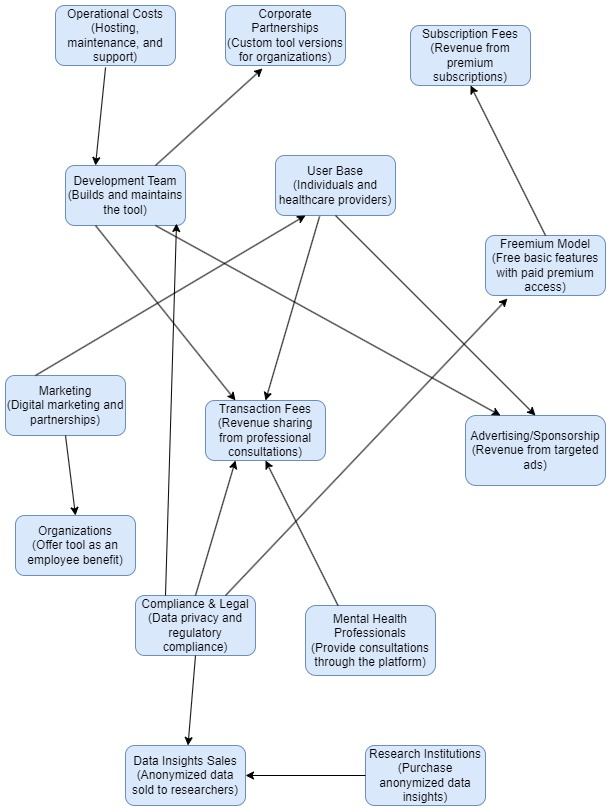 Operational Costs
(Hosting,
maintenance, and
support)
Corporate
Partnerships
(Custom tool versions
for organizations)
Subscription Fees
(Revenue from
premium
subscriptions)
Development Team
(Builds and maintains
the tool)
User Base
(Individuals and
healthcare providers)
Freemium Model
(Free basic features
with paid premium
access)
Marketing
(Digital marketing and
partnerships)
Transaction Fees
(Revenue sharing
from professional
consultations)
Advertising/Sponsorship
(Revenue from targeted
ads)
Organizations
(Offer tool as an
employee benefit)
Compliance & Legal
(Data privacy and
regulatory
compliance)
Mental Health
Professionals
(Provide consultations
through the platform)
Data Insights Sales
(Anonymized data
sold to researchers)
Research Institutions
(Purchase
anonymized data
insights)